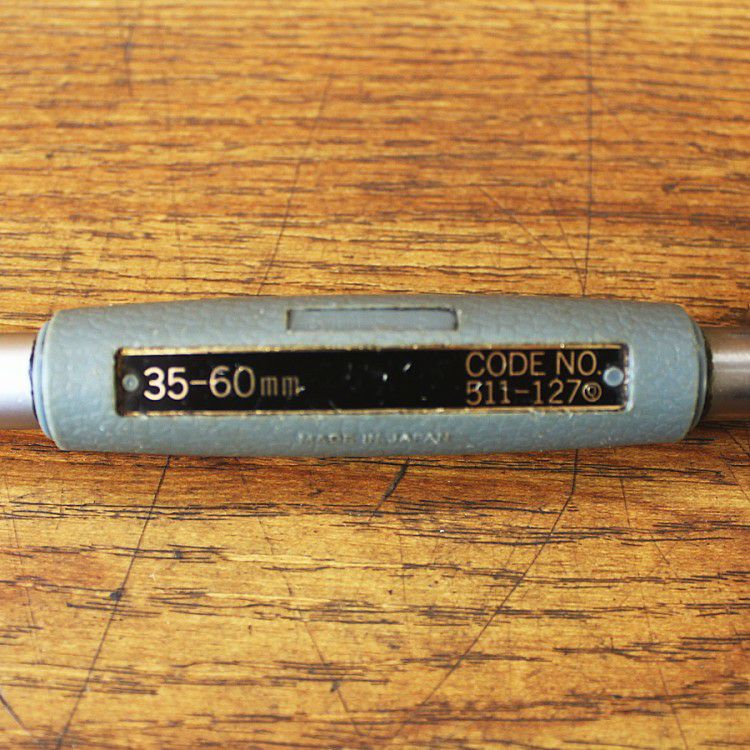 35-60mm
CODE NO.
511-127
MADE IN JAPAN